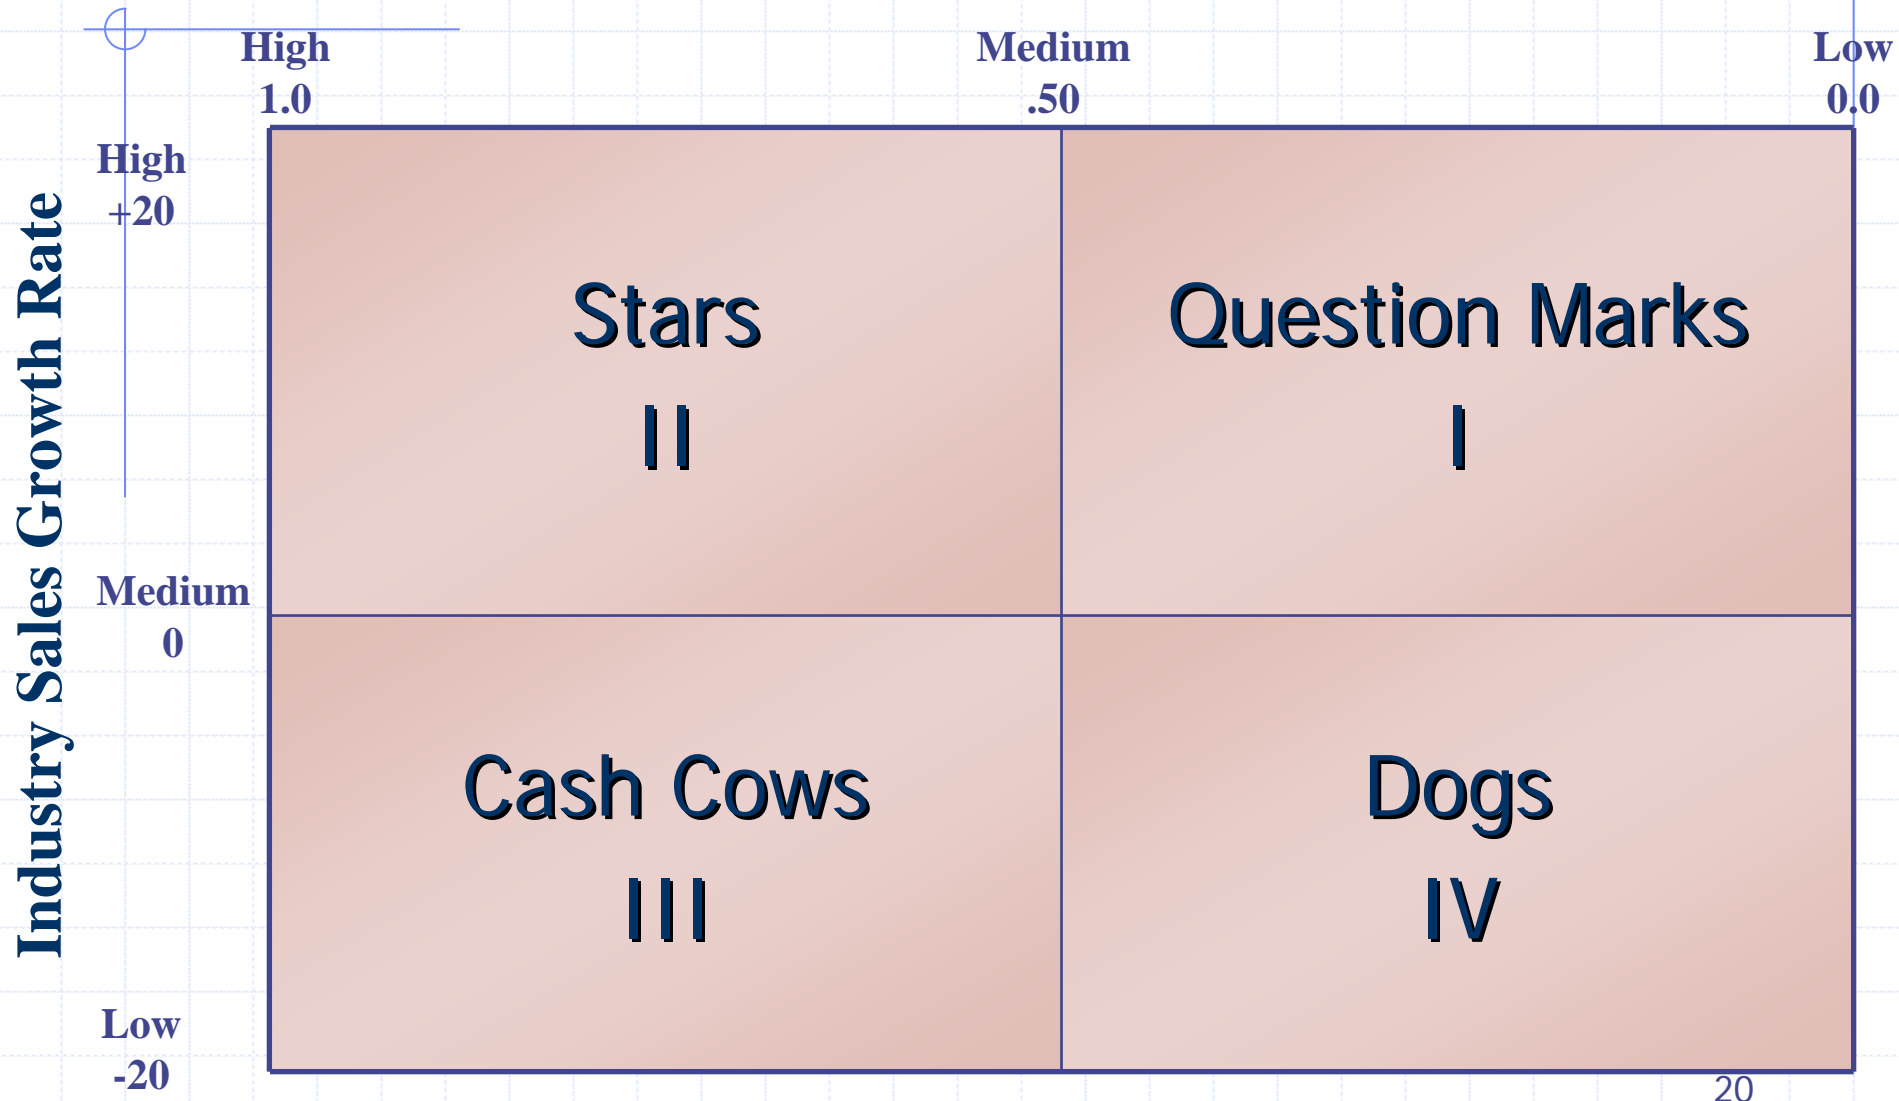 High Medium Low
1.0 .50 0.0
High
+20
Industry Sales Growth Rate
Stars
II
Question Marks
I
Medium
0
Cash Cows
III
Dogs
IV
Low
-20
20